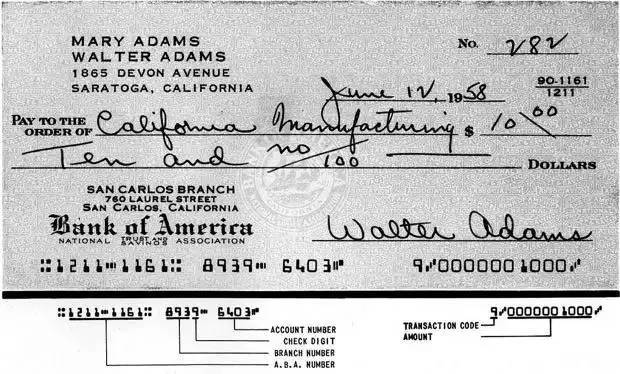 MARY ADAMS
WALTER ADAMS
1865 DEVON AVENUE
SARATOGA, CALIFORNIA
No. 282
June 12, 1958
90-1161
1211
PAY TO THE
ORDER OF California Manufacturing $ 10 00
Ten and no/100 DOLLARS
SAN CARLOS BRANCH
760 LAUREL STREET
SAN CARLOS, CALIFORNIA
Bank of America
NATIONAL TRUST AND SAVINGS ASSOCIATION
Walter Adams
⑆1211⑉1161⑆ 8939⑉ 6403⑈ 9⑇0000001000⑇
⑆1211⑉1161⑆ 8939⑉ 6403⑈ 9⑇0000001000⑇
ACCOUNT NUMBER
CHECK DIGIT
BRANCH NUMBER
A.B.A. NUMBER
TRANSACTION CODE
AMOUNT